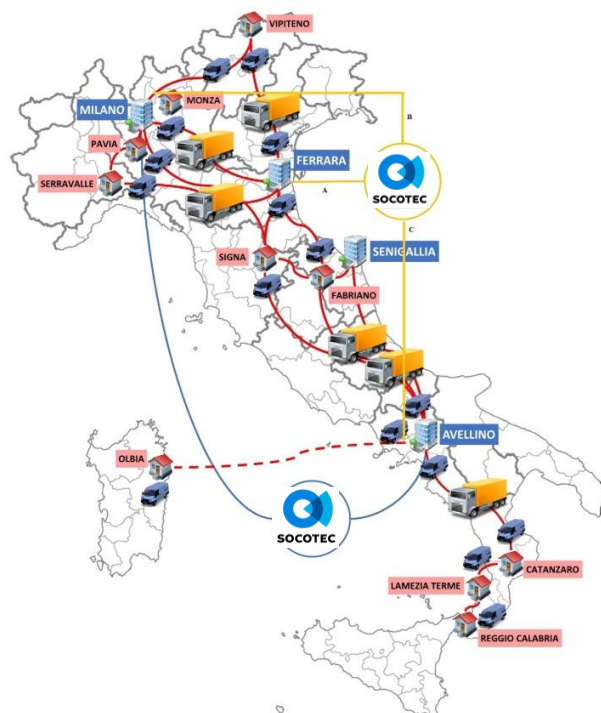 VIPITENO
MONZA
MILANO
B
PAVIA
FERRARA
SERRAVALLE
A
SOCOTEC
C
SIGNA
SENIGALLIA
FABRIANO
AVELLINO
OLBIA
SOCOTEC
CATANZARO
LAMEZIA TERME
REGGIO CALABRIA